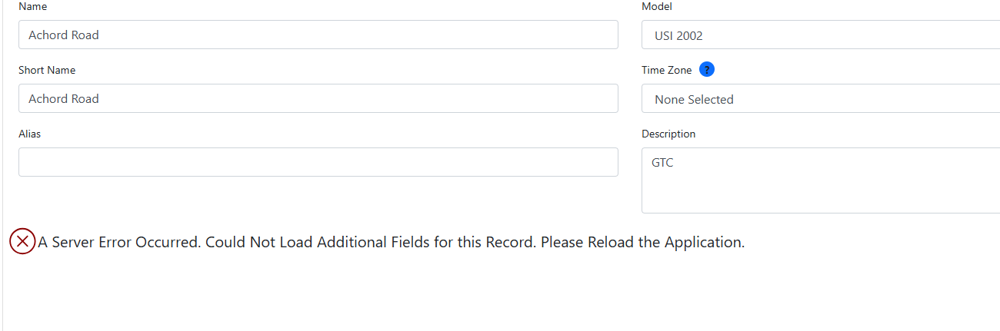 Name
Achord Road
Short Name
Achord Road
Alias
Model
USI 2002
Time Zone ?
None Selected
Description
GTC
A Server Error Occurred. Could Not Load Additional Fields for this Record. Please Reload the Application.